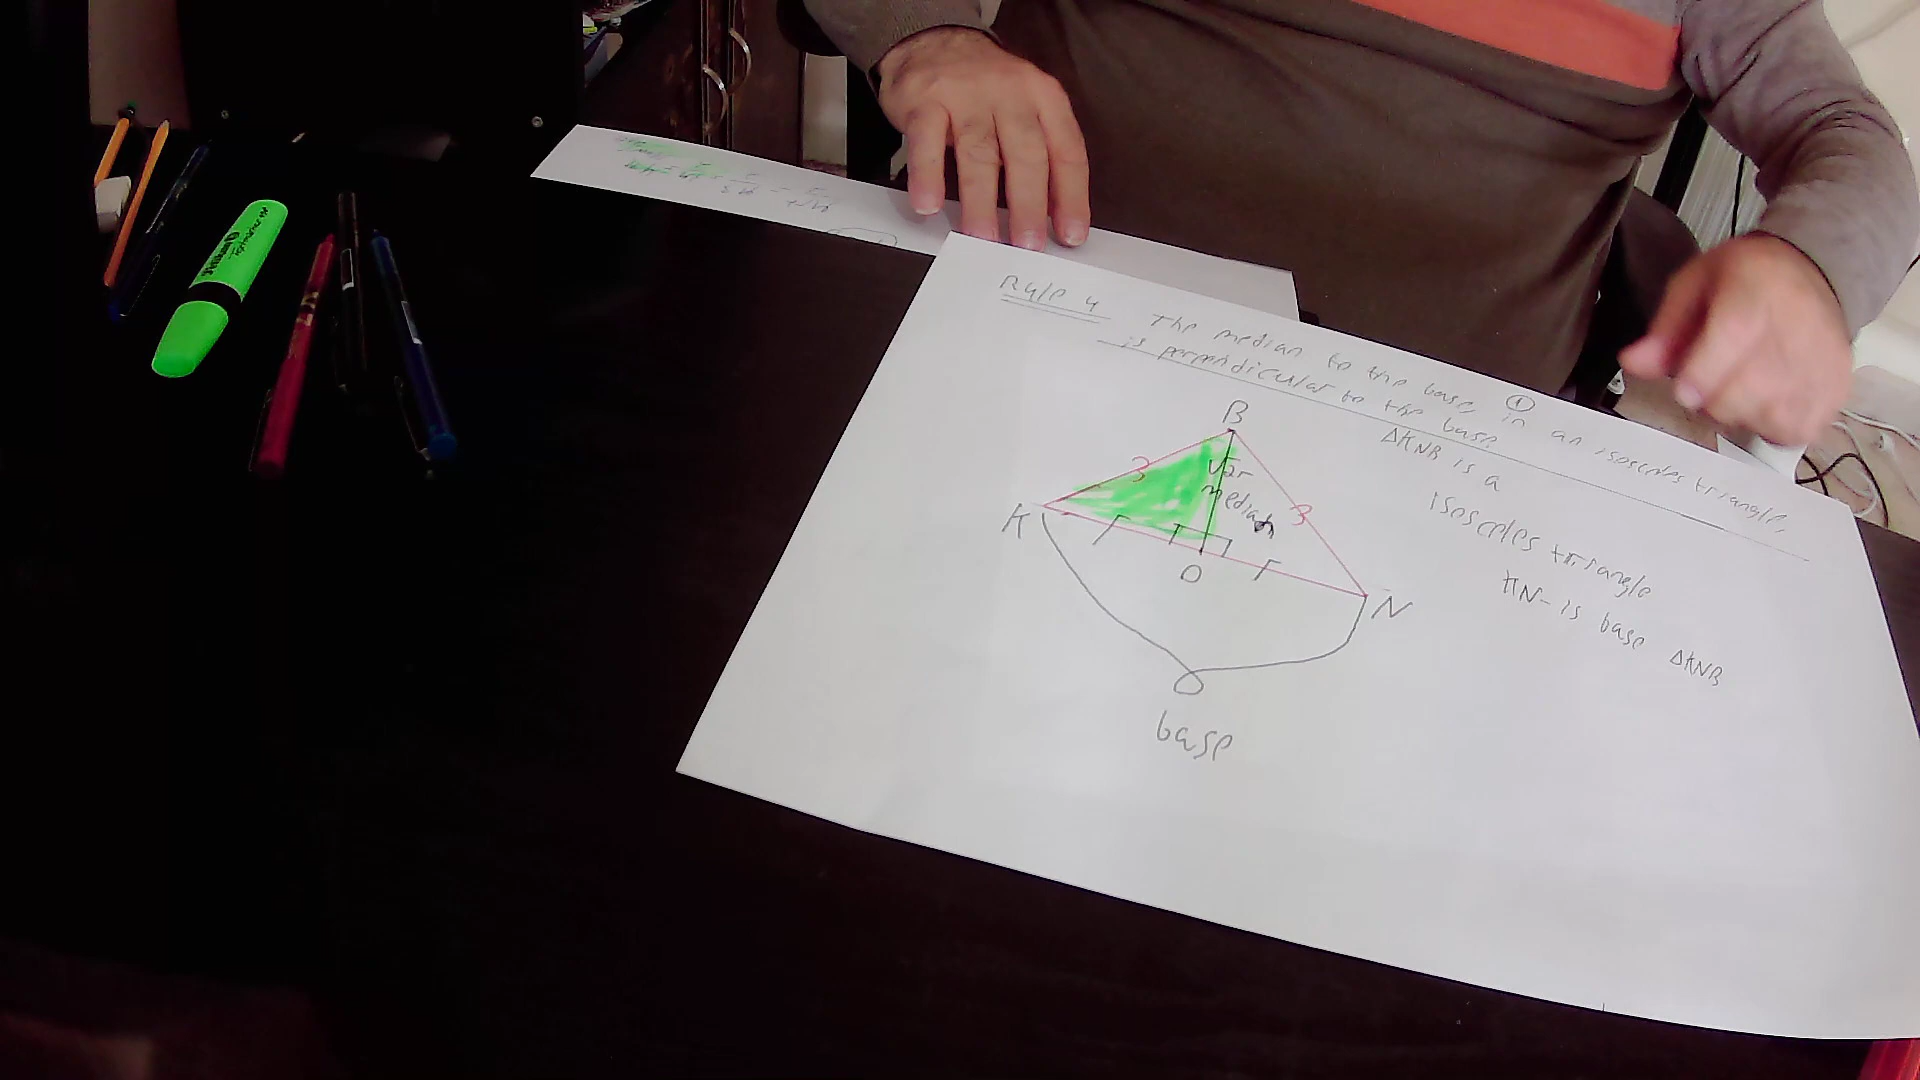 Rule 4
The median to the base, in an isosceles triangle,
is perpendicular to the base.
1
ΔKNB is a
isosceles triangle
KN- is base ΔKNB
B
3
median
3
K
O
N
base